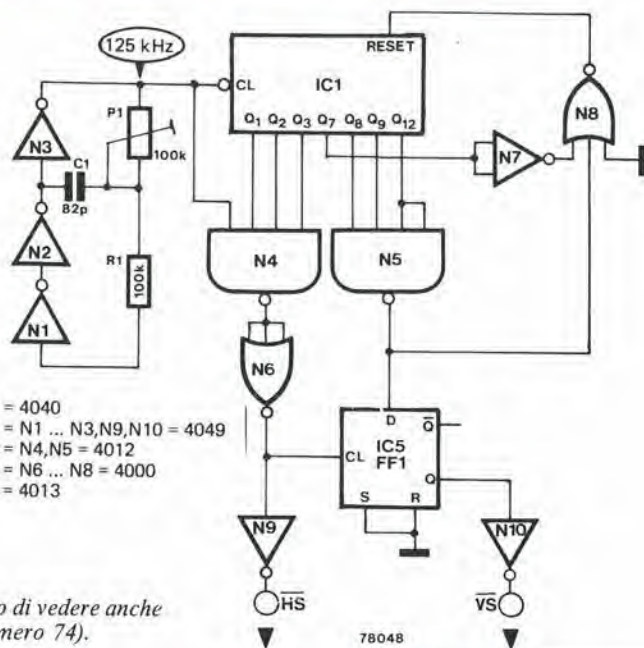 125 kHz
RESET
IC1
CL
Q1 Q2 Q3 Q7 Q8 Q9 Q12
P1
100k
N3
C1
82p
N2
R1
100k
N1
N4
N5
N7
N8
N6
D
Q̅
IC5
FF1
CL
Q
S R
N9
N10
H̅S̅
V̅S̅
= 4040
= N1 ... N3,N9,N10 = 4049
= N4,N5 = 4012
= N6 ... N8 = 4000
= 4013
o di vedere anche
mero 74).
78048